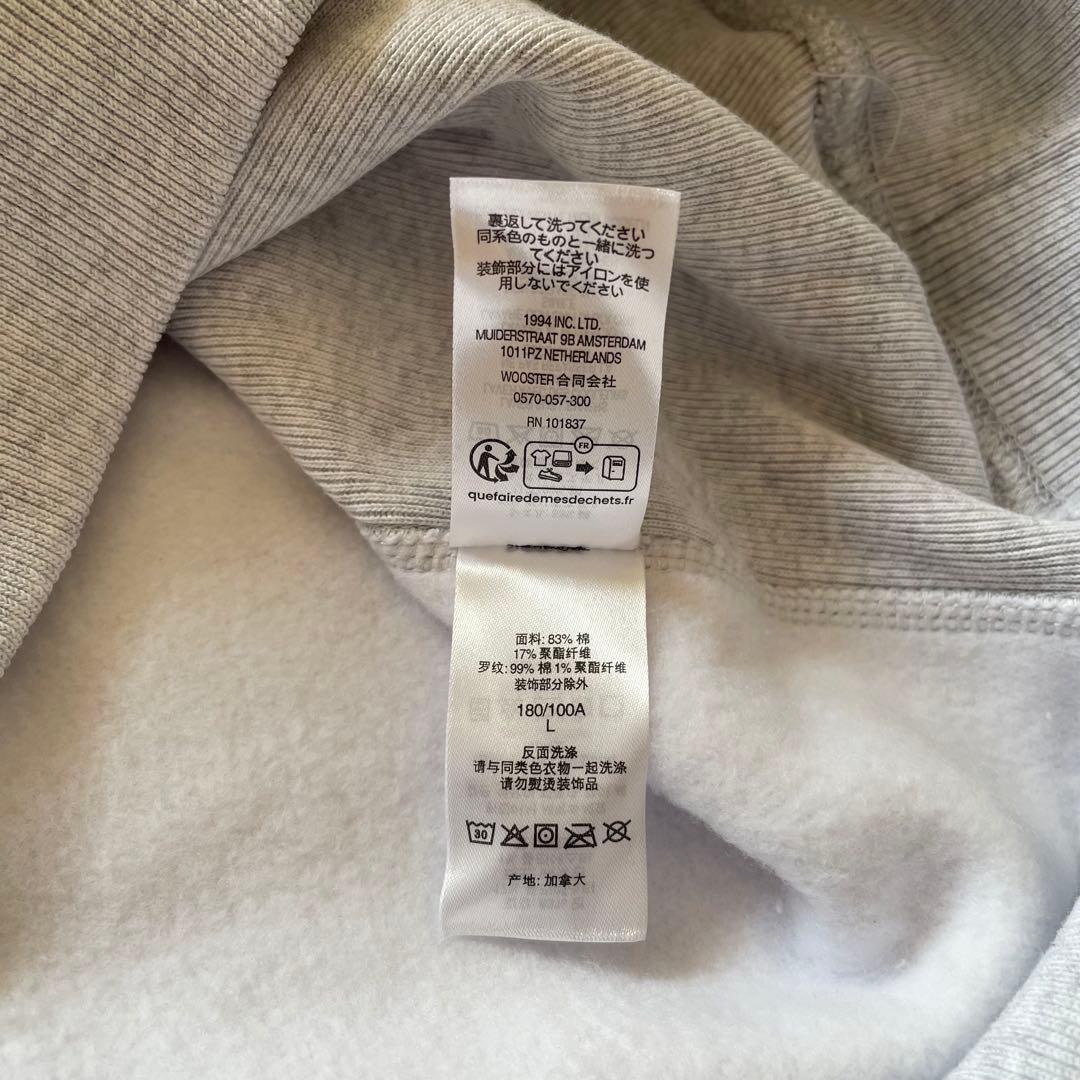 裏返して洗ってください
同系色のものと一緒に洗っ
てください
装飾部分にはアイロンを使
用しないでください
1994 INC. LTD.
MUIDERSTRAAT 9B AMSTERDAM
1011PZ NETHERLANDS
WOOSTER 合同会社
0570-057-300
RN 101837
FR
quefairedemesdechets.fr
面料: 83% 棉
17% 聚酯纤维
罗纹: 99% 棉 1% 聚酯纤维
装饰部分除外
180/100A
L
反面洗涤
请与同类色衣物一起洗涤
请勿熨烫装饰品
30
产地: 加拿大